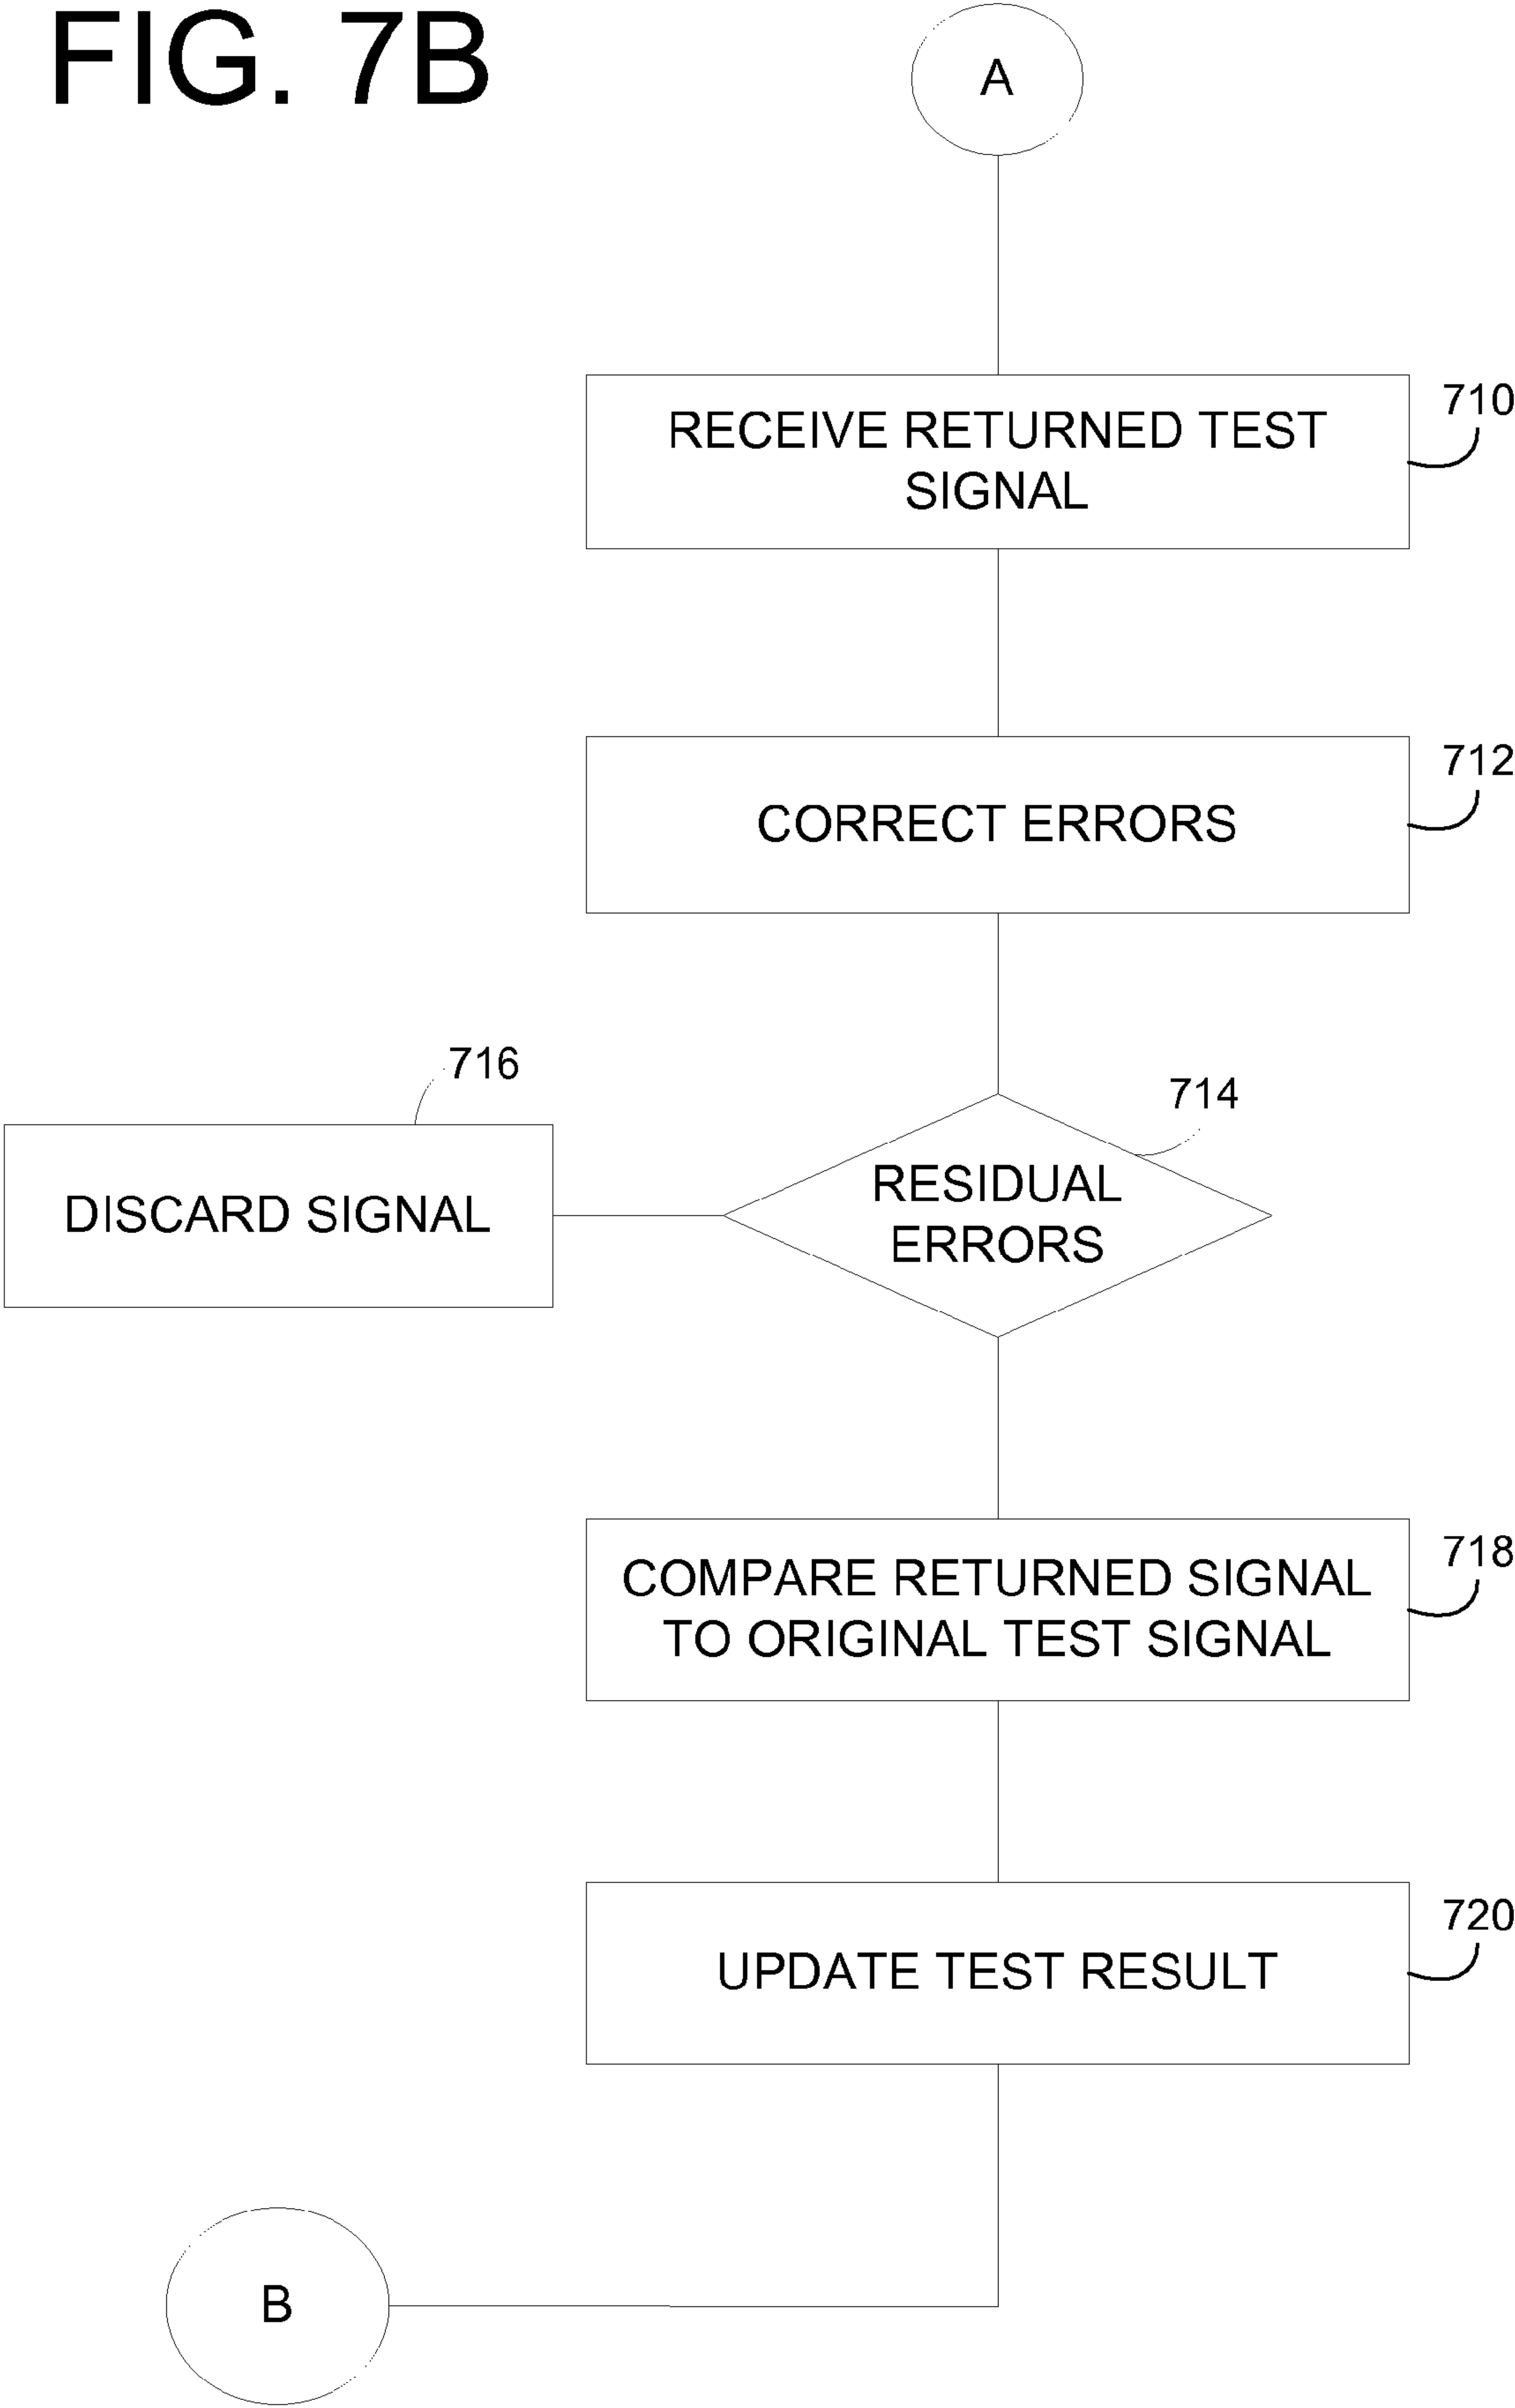 FIG. 7B
A
RECEIVE RETURNED TEST
SIGNAL
710
CORRECT ERRORS
712
716
DISCARD SIGNAL
714
RESIDUAL
ERRORS
COMPARE RETURNED SIGNAL
TO ORIGINAL TEST SIGNAL
718
UPDATE TEST RESULT
720
B